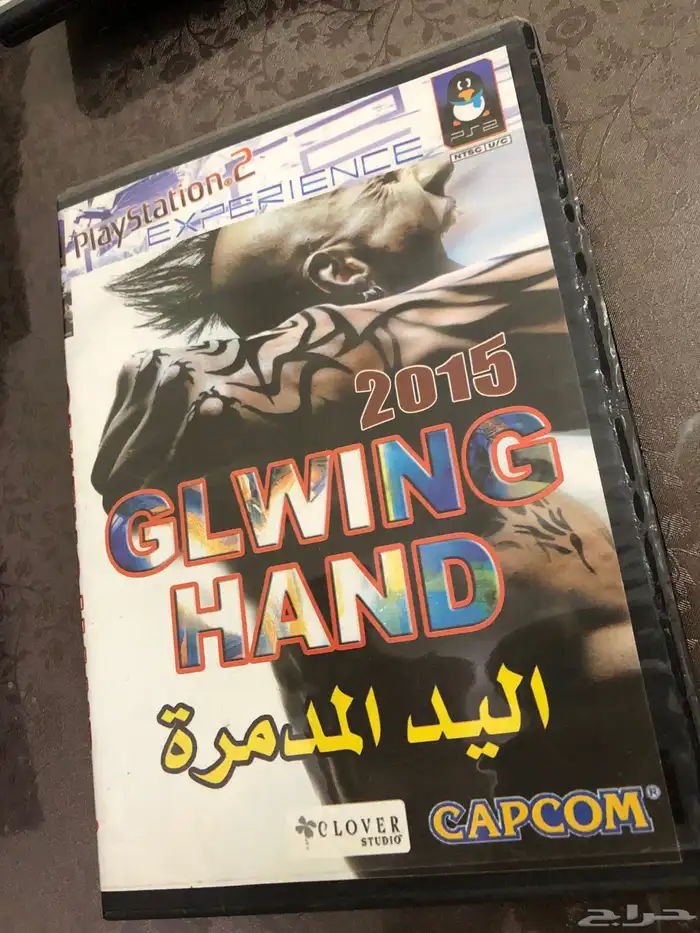 PlayStation.2
EXPERIENCE
PS2
NTSC U/C
2015
GLWING
HAND
اليد المدمرة
CLOVER
STUDIO
CAPCOM®
حراج